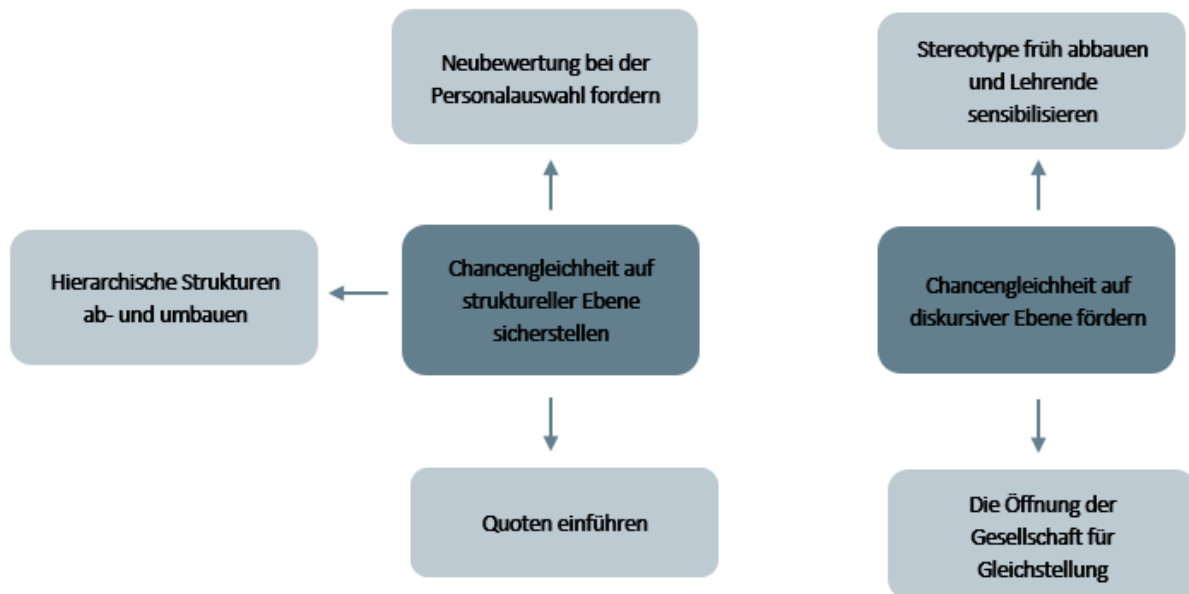 Neubewertung bei der
Personalauswahl fordern
Stereotype früh abbauen
und Lehrende
sensibilisieren
Hierarchische Strukturen
ab- und umbauen
Chancengleichheit auf
struktureller Ebene
sicherstellen
Chancengleichheit auf
diskursiver Ebene fördern
Quoten einführen
Die Öffnung der
Gesellschaft für
Gleichstellung